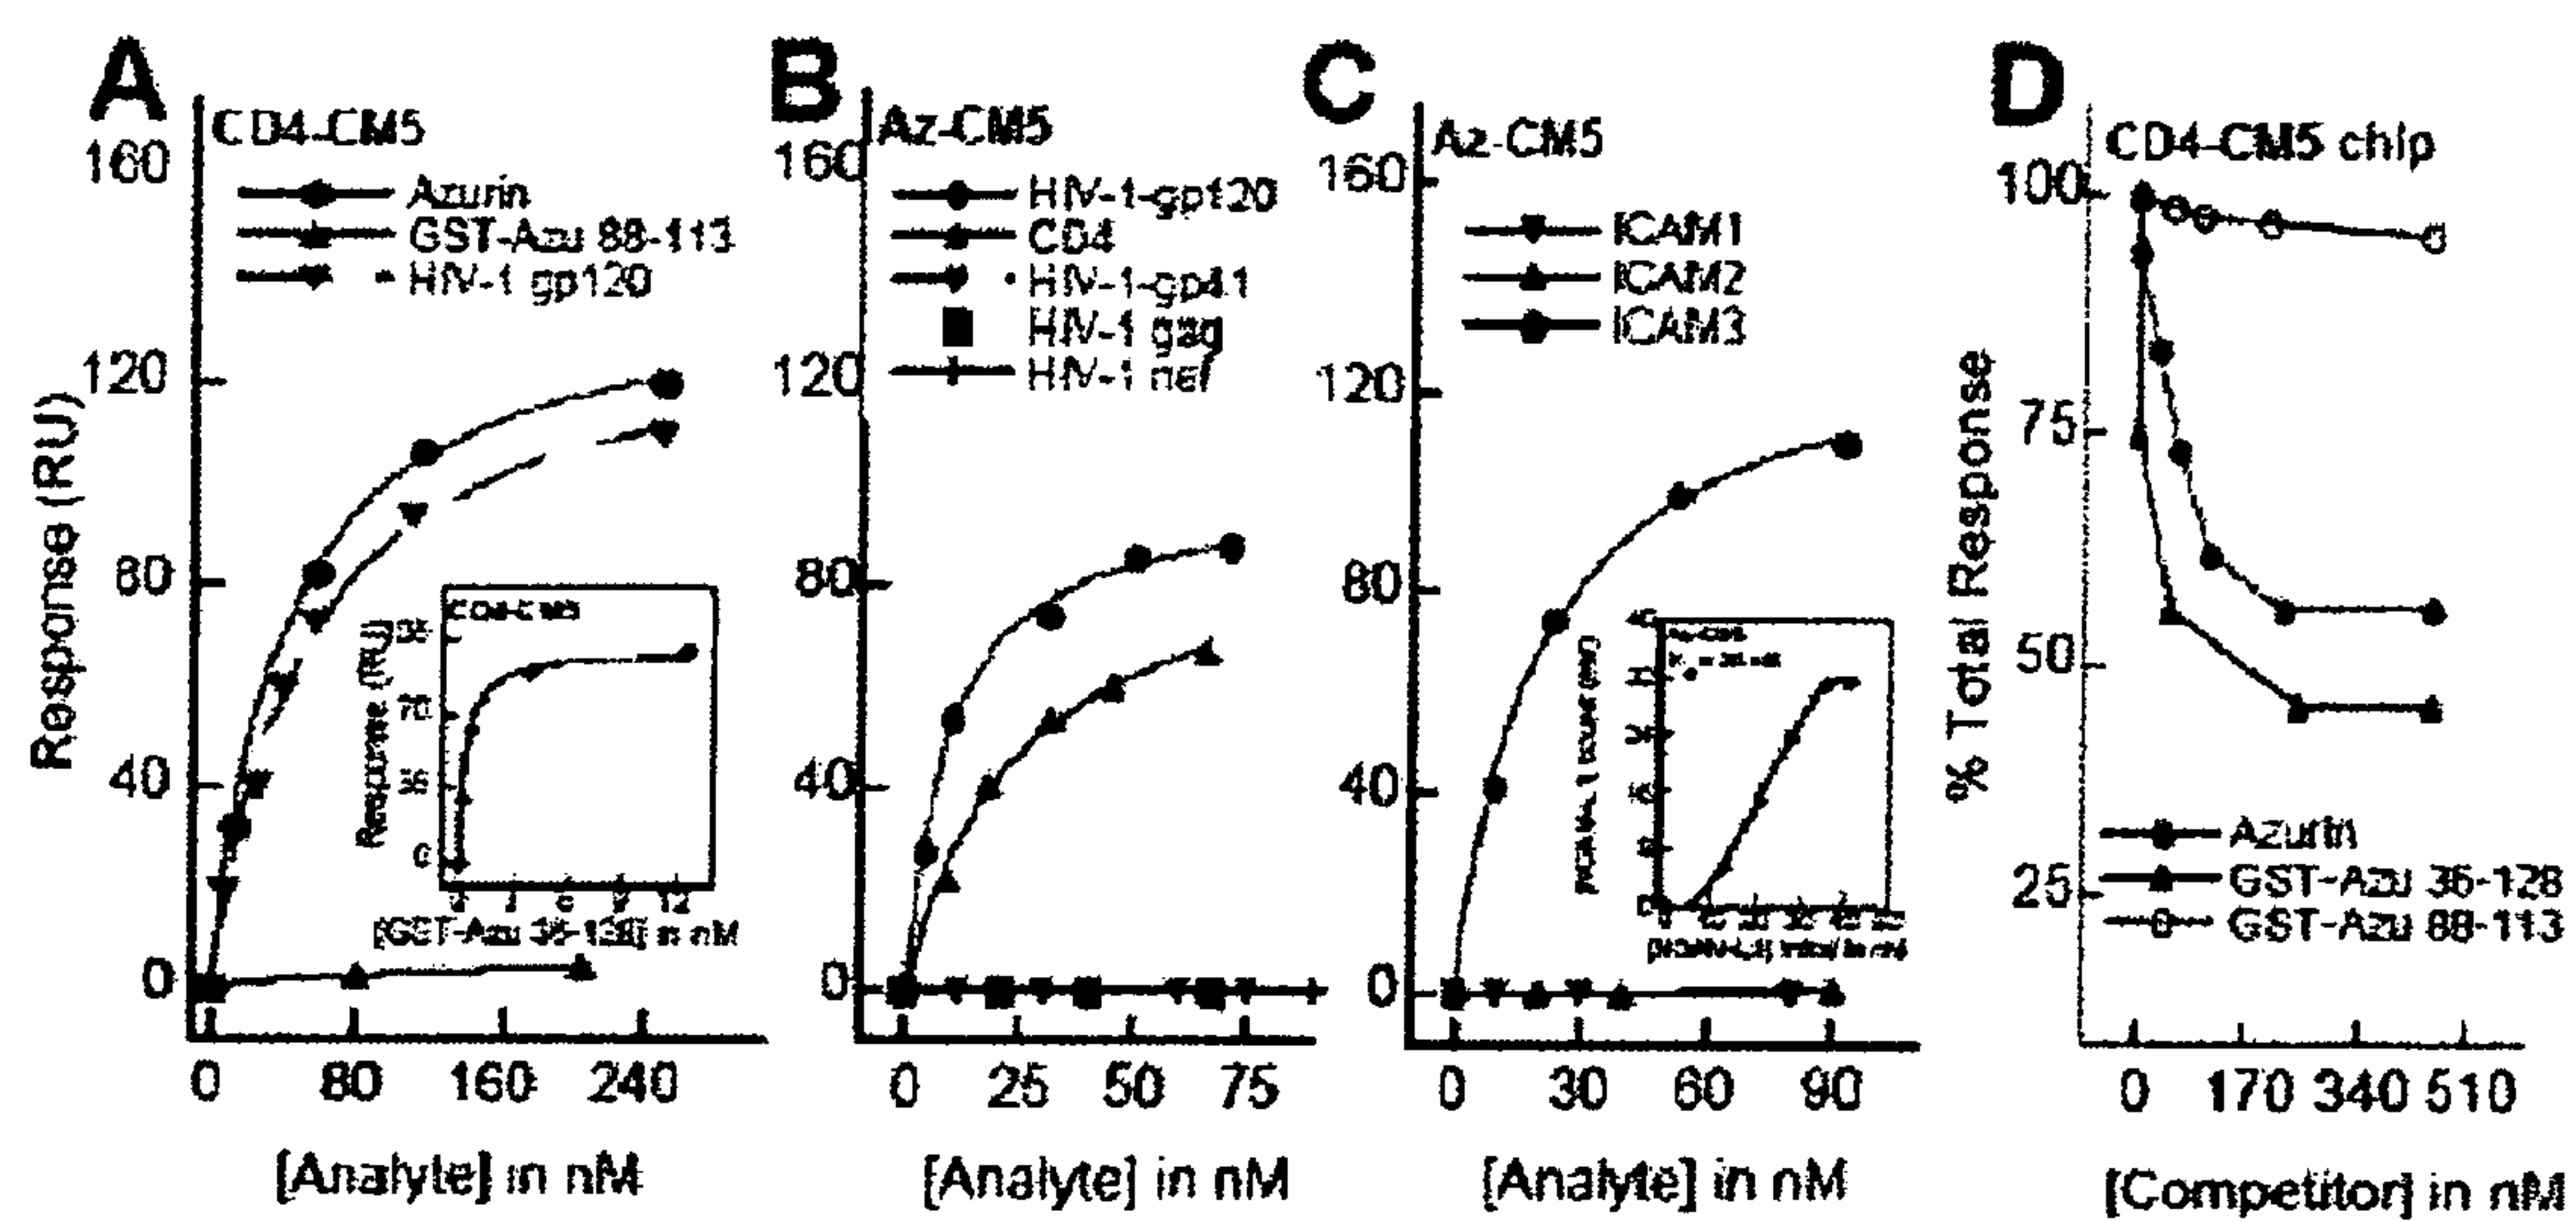 A
CD4-CM5
160
Azurin
GST-Azu 88-113
HIV-1 gp120
120
80
40
0
Response (RU)
0 80 160 240
[Analyte] in nM
CD4-CM5
Response (RU)
70
35
0
[GST-Azu 36-128] in nM
B
Az-CM5
160
HIV-1-gp120
CD4
HIV-1-gp41
HIV-1 gag
HIV-1 nef
120
80
40
0
0 25 50 75
[Analyte] in nM
C
Az-CM5
160
ICAM1
ICAM2
ICAM3
120
80
40
0
0 30 60 90
[Analyte] in nM
Az-CM5
D
CD4-CM5 chip
100
75
50
25
% Total Response
Azurin
GST-Azu 36-128
GST-Azu 88-113
0 170 340 510
[Competitor] in nM